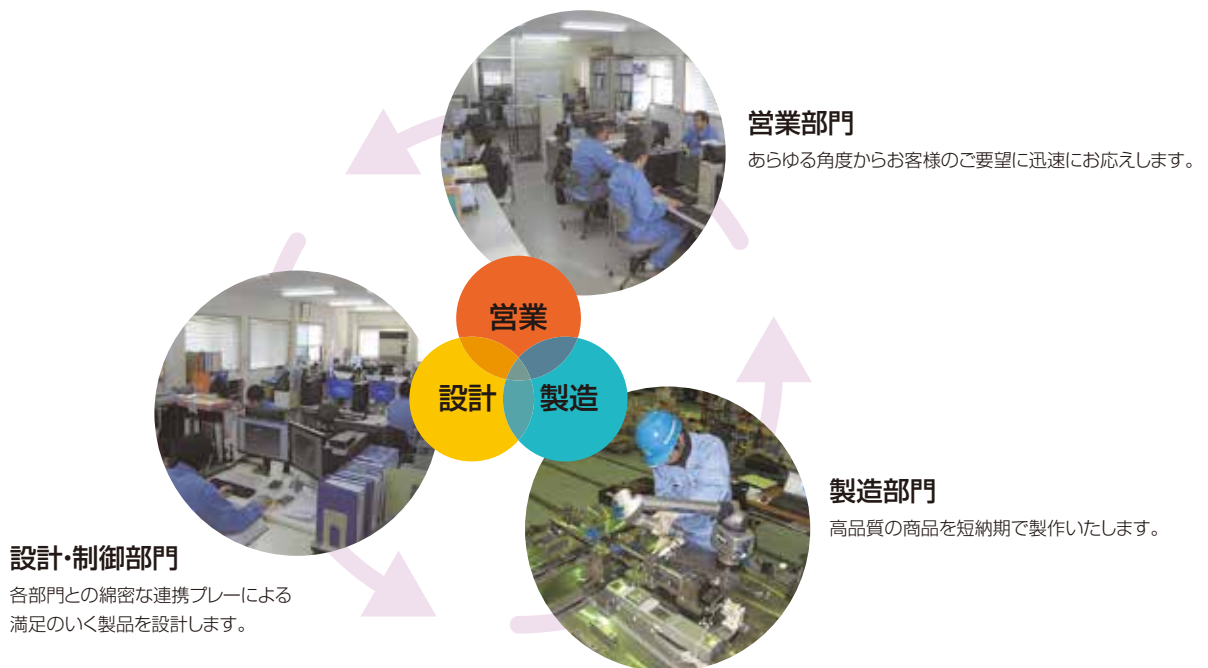 営業部門
あらゆる角度からお客様のご要望に迅速にお応えします。
営業
設計
製造
製造部門
高品質の商品を短納期で製作いたします。
設計・制御部門
各部門との綿密な連携プレーによる
満足のいく製品を設計します。